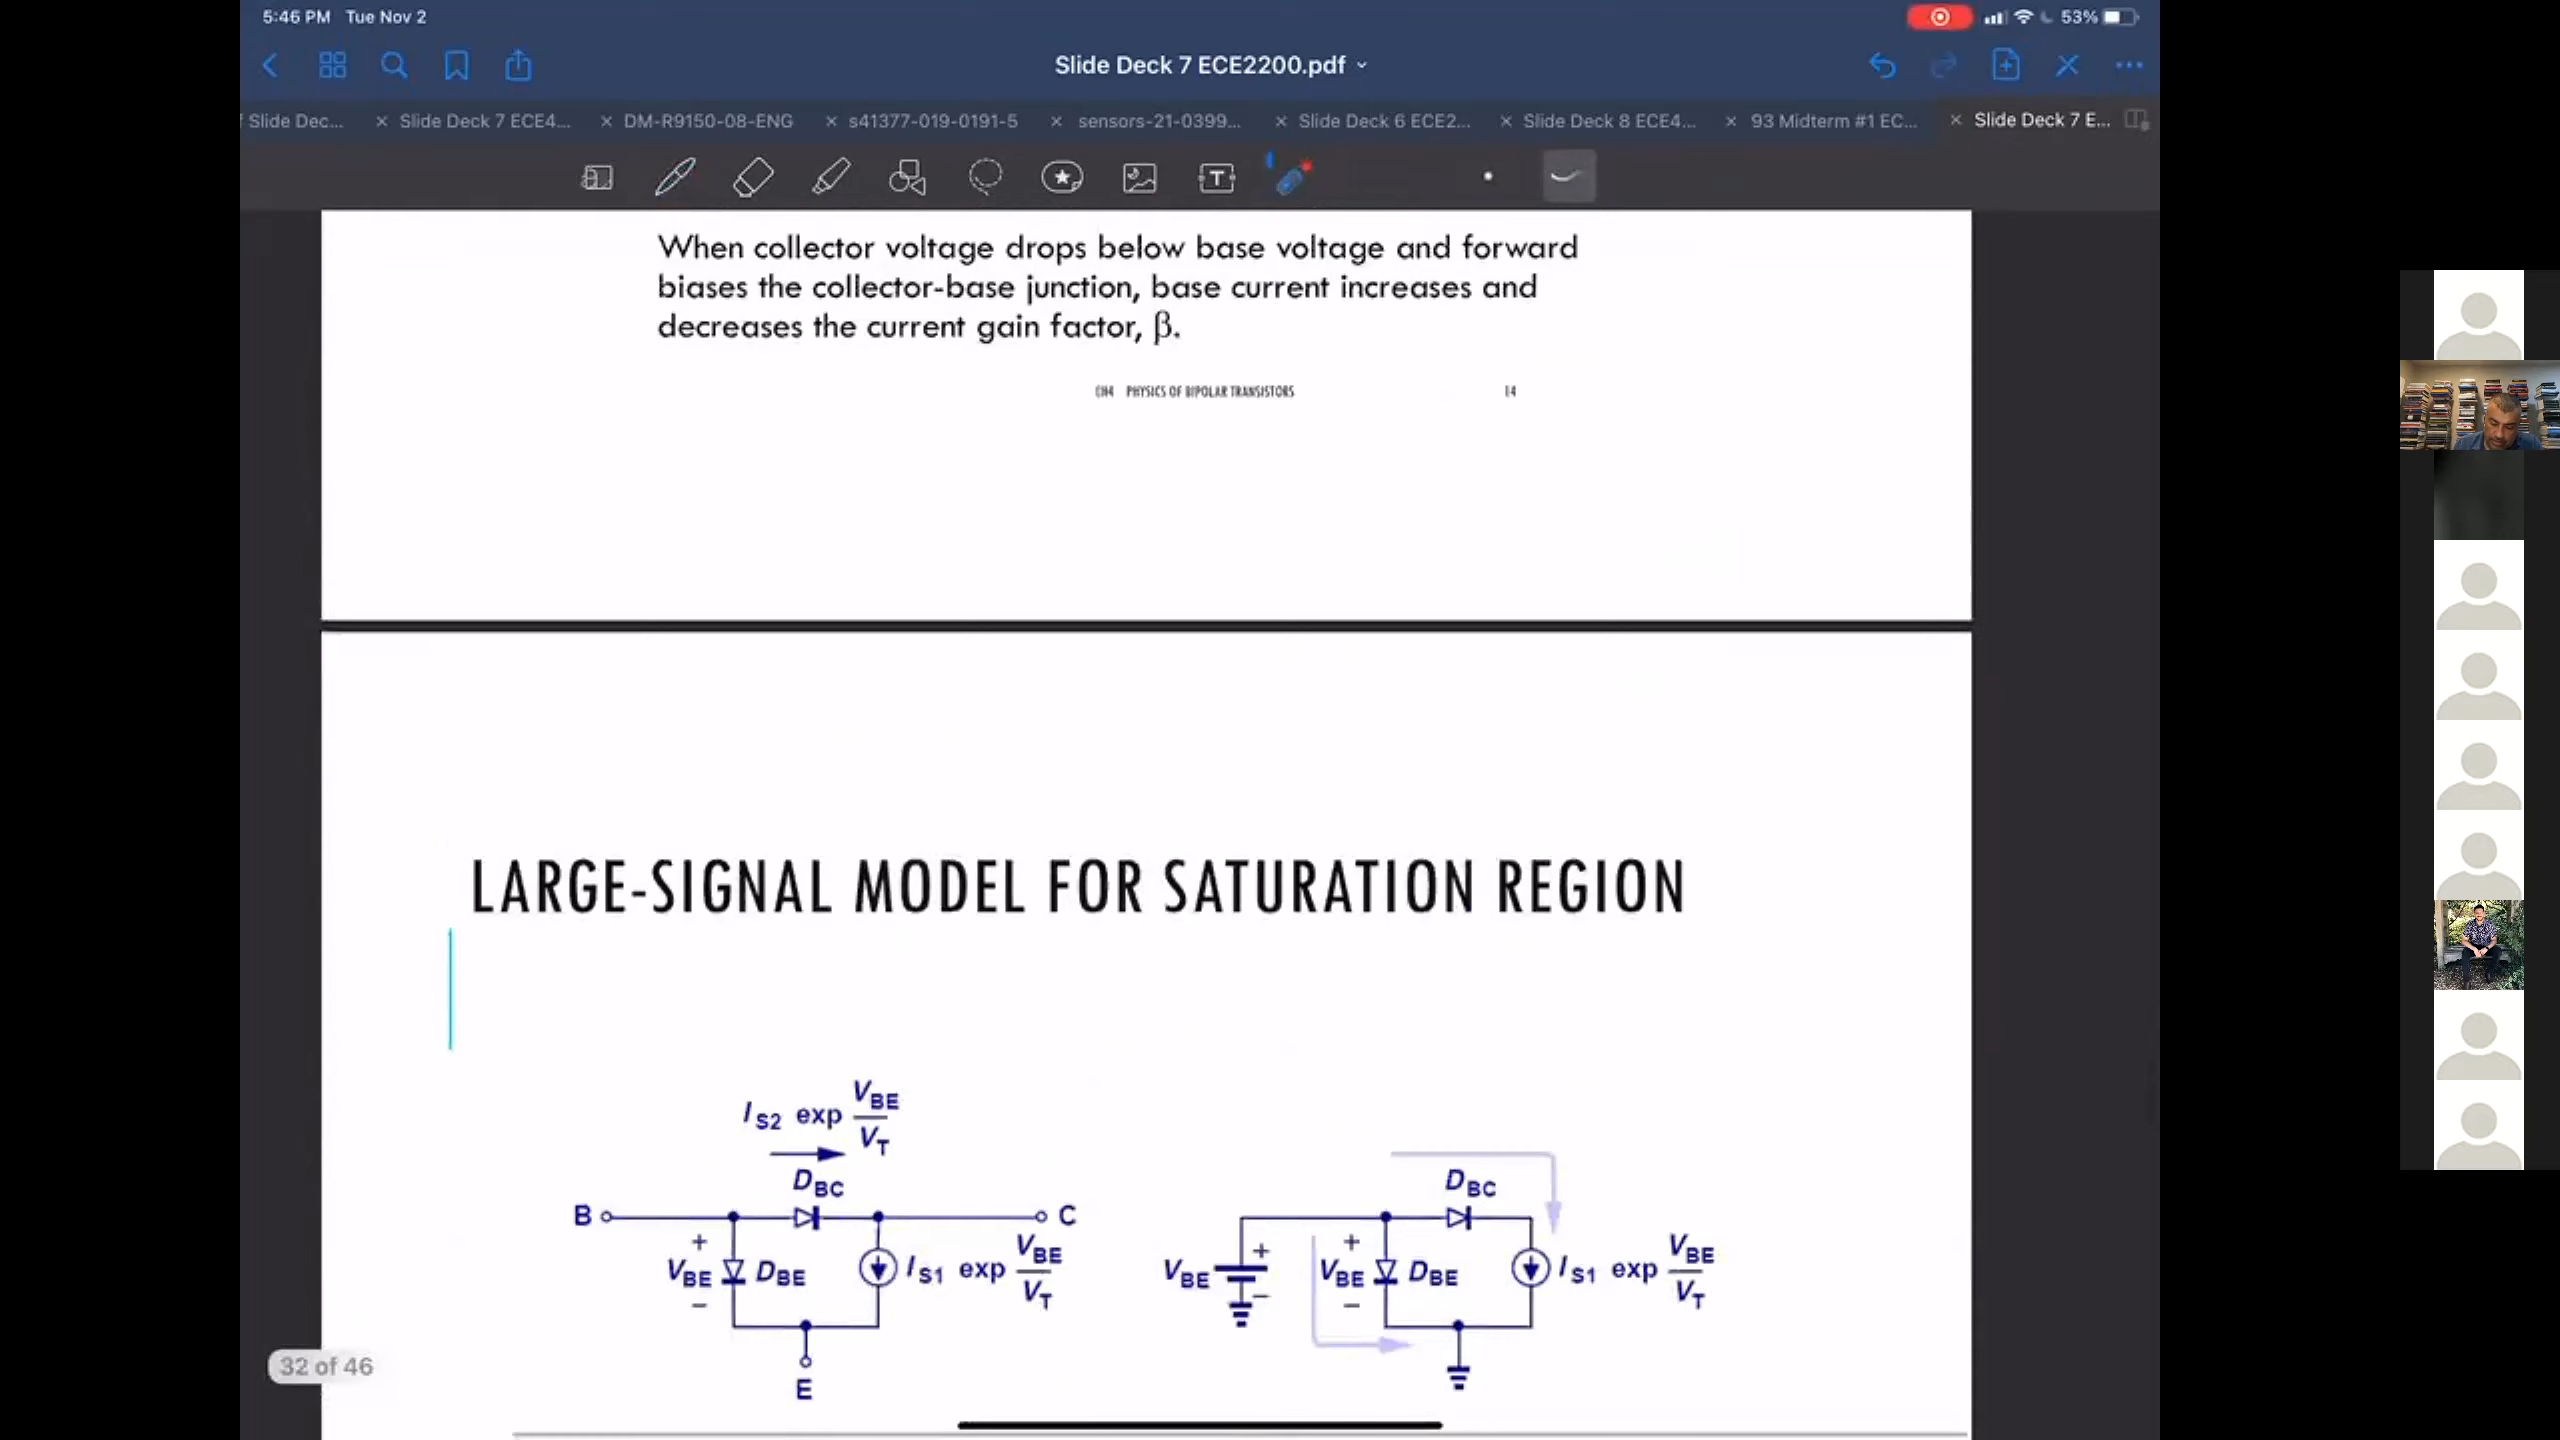 5:46 PM Tue Nov 2
53%
Slide Deck 7 ECE2200.pdf
f Slide Dec...
Slide Deck 7 ECE4...
DM-R9150-08-ENG
s41377-019-0191-5
sensors-21-0399...
Slide Deck 6 ECE2...
Slide Deck 8 ECE4...
93 Midterm #1 EC...
Slide Deck 7 E...
When collector voltage drops below base voltage and forward
biases the collector-base junction, base current increases and
decreases the current gain factor, β.
CH4 PHYSICS OF BIPOLAR TRANSISTORS 14
LARGE-SIGNAL MODEL FOR SATURATION REGION
I S2 exp VBE / VT
DBC
B
C
+
VBE
−
DBE
I S1 exp VBE / VT
E
DBC
VBE
+
−
+
VBE
−
DBE
I S1 exp VBE / VT
32 of 46